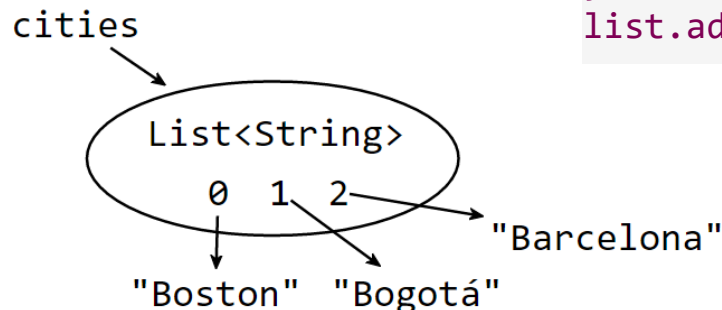 cities
list.ad
List<String>
0 1 2
"Barcelona"
"Boston" "Bogotá"